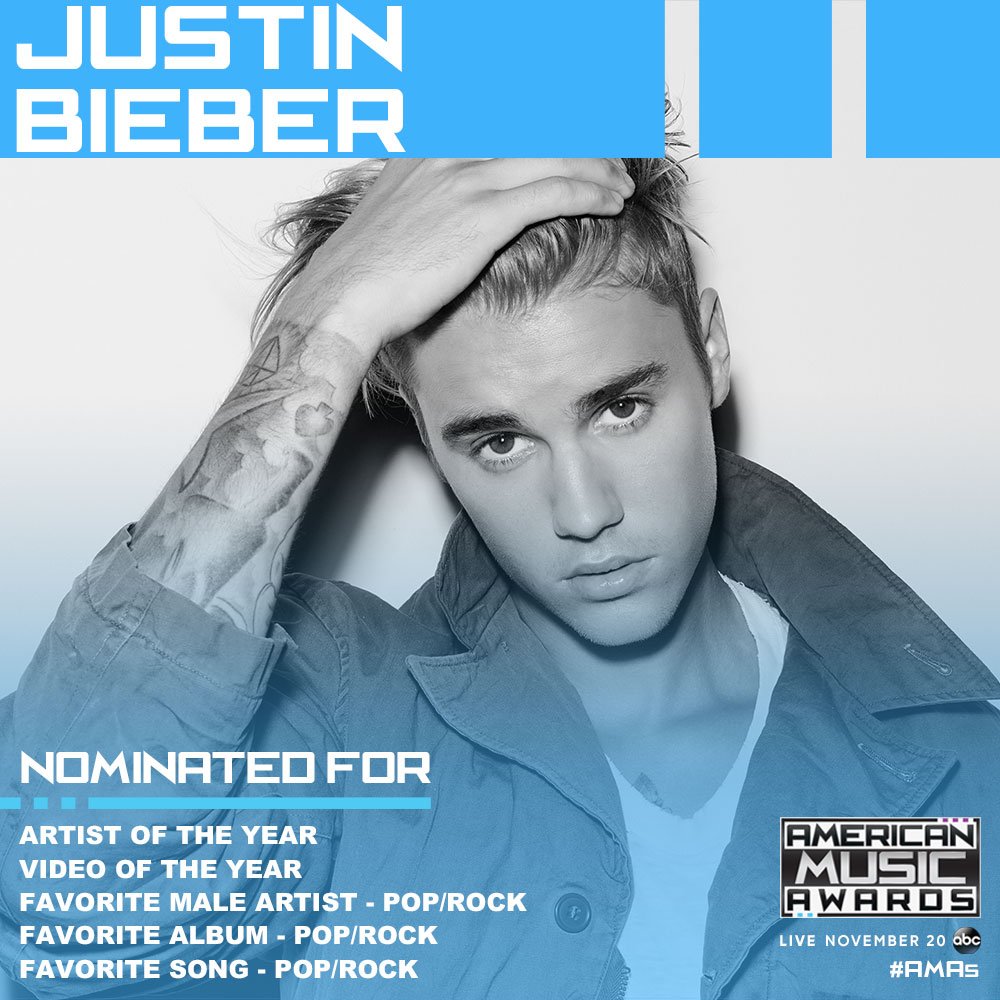 JUSTIN
BIEBER
NOMINATED FOR
ARTIST OF THE YEAR
VIDEO OF THE YEAR
FAVORITE MALE ARTIST - POP/ROCK
FAVORITE ALBUM - POP/ROCK
FAVORITE SONG - POP/ROCK
AMERICAN
MUSIC
AWARDS
LIVE NOVEMBER 20 abc
#AMAs